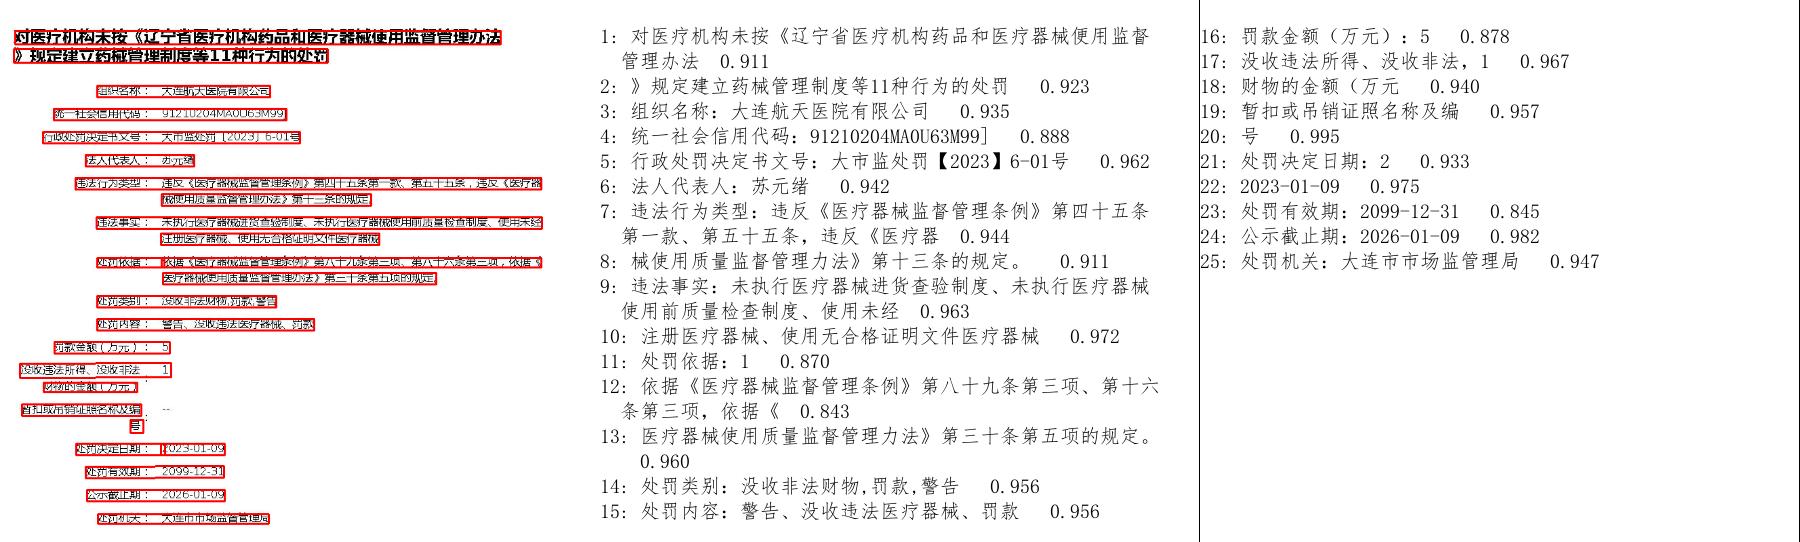 对医疗机构未按《辽宁省医疗机构药品和医疗器械使用监督管理办法
》规定建立药械管理制度等11种行为的处罚
组织名称： 大连航天医院有限公司
统一社会信用代码： 91210204MA0U63M99
行政处罚决定书文号： 大市监处罚〔2023〕6-01号
法人代表人： 苏元绪
违法行为类型： 违反《医疗器械监督管理条例》第四十五条第一款、第五十五条，违反《医疗器
械使用质量监督管理办法》第十三条的规定。
违法事实： 未执行医疗器械进货查验制度、未执行医疗器械使用前质量检查制度、使用未经
注册医疗器械、使用无合格证明文件医疗器械
处罚依据： 依据《医疗器械监督管理条例》第八十九条第三项、第八十六条第三项，依据《
医疗器械使用质量监督管理办法》第三十条第五项的规定。
处罚类别： 没收非法财物,罚款,警告
处罚内容： 警告、没收违法医疗器械、罚款
罚款金额（万元）： 5
没收违法所得、没收非法 1
财物的金额（万元）
：
暂扣或吊销证照名称及编 --
号
：
处罚决定日期： 2023-01-09
处罚有效期： 2099-12-31
公示截止期： 2026-01-09
处罚机关： 大连市市场监督管理局
1: 对医疗机构未按《辽宁省医疗机构药品和医疗器械便用监督
管理办法 0.911
2: 》规定建立药械管理制度等11种行为的处罚 0.923
3: 组织名称：大连航天医院有限公司 0.935
4: 统一社会信用代码：91210204MA0U63M99] 0.888
5: 行政处罚决定书文号：大市监处罚【2023】6-01号 0.962
6: 法人代表人：苏元绪 0.942
7: 违法行为类型：违反《医疗器械监督管理条例》第四十五条
第一款、第五十五条，违反《医疗器 0.944
8: 械使用质量监督管理力法》第十三条的规定。 0.911
9: 违法事实：未执行医疗器械进货查验制度、未执行医疗器械
使用前质量检查制度、使用未经 0.963
10: 注册医疗器械、使用无合格证明文件医疗器械 0.972
11: 处罚依据：1 0.870
12: 依据《医疗器械监督管理条例》第八十九条第三项、第十六
条第三项，依据《 0.843
13: 医疗器械使用质量监督管理力法》第三十条第五项的规定。
0.960
14: 处罚类别：没收非法财物,罚款,警告 0.956
15: 处罚内容：警告、没收违法医疗器械、罚款 0.956
16: 罚款金额（万元）：5 0.878
17: 没收违法所得、没收非法，1 0.967
18: 财物的金额（万元 0.940
19: 暂扣或吊销证照名称及编 0.957
20: 号 0.995
21: 处罚决定日期：2 0.933
22: 2023-01-09 0.975
23: 处罚有效期：2099-12-31 0.845
24: 公示截止期：2026-01-09 0.982
25: 处罚机关：大连市市场监管理局 0.947